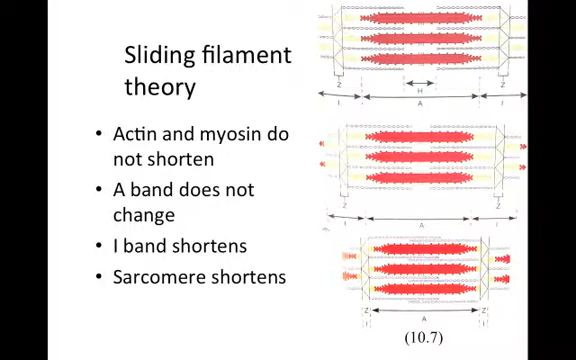 Sliding filament
theory
• Actin and myosin do
not shorten
• A band does not
change
• I band shortens
• Sarcomere shortens
Z H Z
I A I
Z Z
I A I
A
Z Z
I I
(10.7)